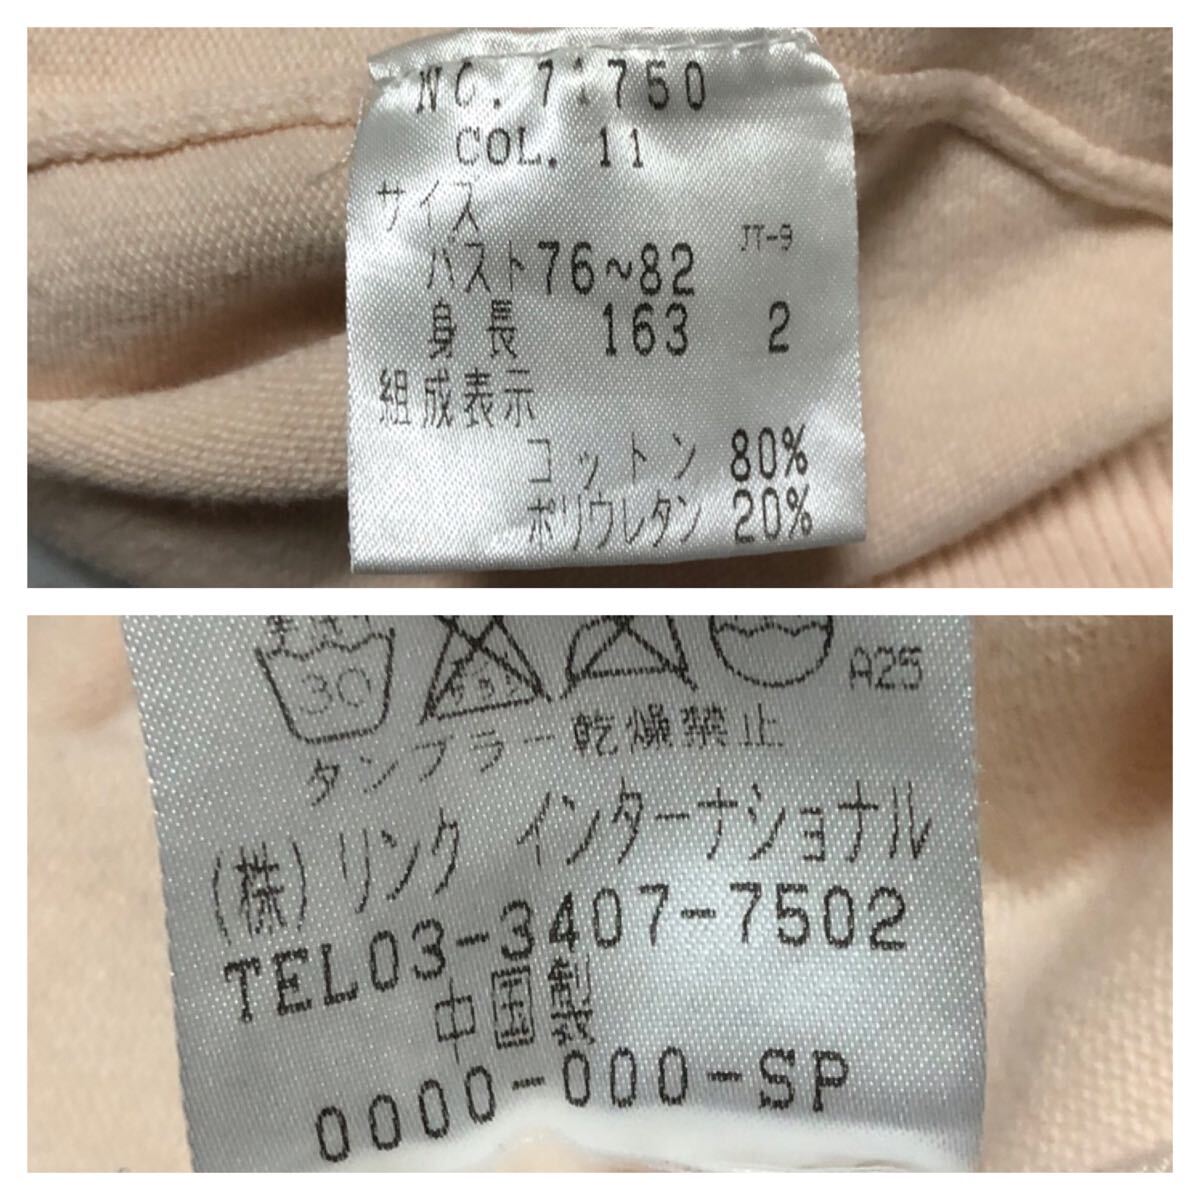 NO. 71750
COL. 11
サイズ
バスト76~82
JT-9
身長 163 2
組成表示
コットン 80%
ポリウレタン 20%
30
A25
タンブラー乾燥禁止
(株)リンク インターナショナル
TEL03-3407-7502
中国製
0000-000-SP